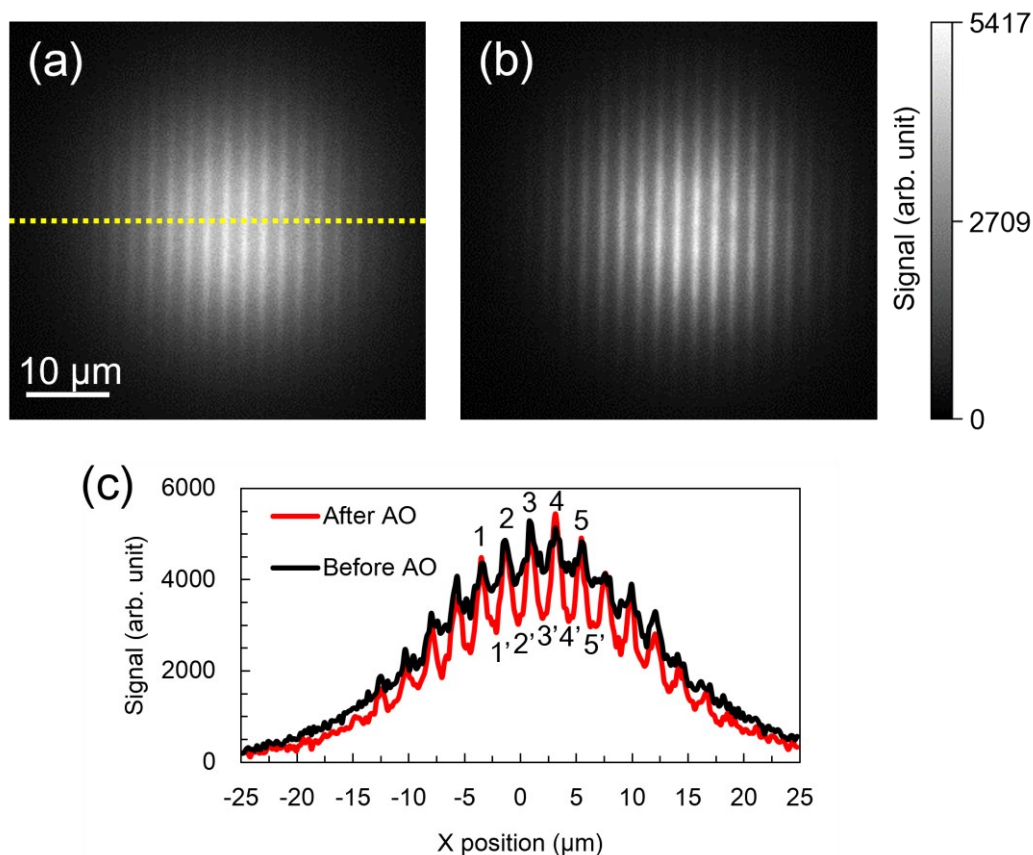 (a)
(b)
10 µm
5417
2709
0
Signal (arb. unit)
(c)
6000
4000
2000
0
Signal (arb. unit)
After AO
Before AO
1 2 3 4 5
1' 2' 3' 4' 5'
-25 -20 -15 -10 -5 0 5 10 15 20 25
X position (µm)